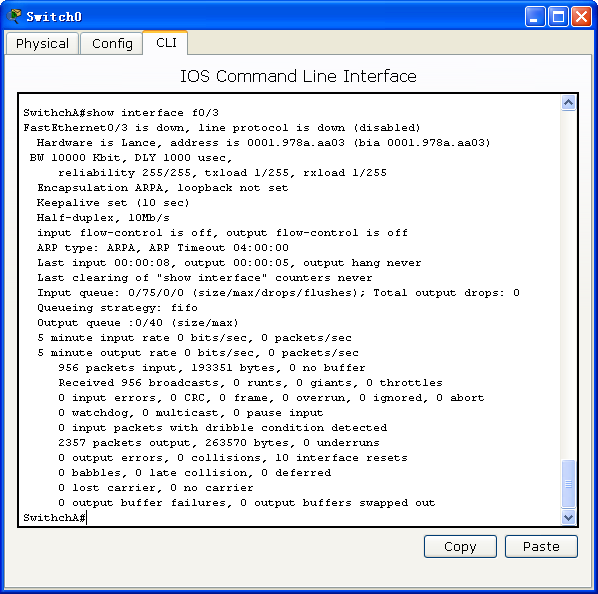 Switch0
Physical Config CLI
IOS Command Line Interface
SwithchA#show interface f0/3
FastEthernet0/3 is down, line protocol is down (disabled)
Hardware is Lance, address is 0001.978a.aa03 (bia 0001.978a.aa03)
BW 10000 Kbit, DLY 1000 usec,
reliability 255/255, txload 1/255, rxload 1/255
Encapsulation ARPA, loopback not set
Keepalive set (10 sec)
Half-duplex, 10Mb/s
input flow-control is off, output flow-control is off
ARP type: ARPA, ARP Timeout 04:00:00
Last input 00:00:08, output 00:00:05, output hang never
Last clearing of "show interface" counters never
Input queue: 0/75/0/0 (size/max/drops/flushes); Total output drops: 0
Queueing strategy: fifo
Output queue :0/40 (size/max)
5 minute input rate 0 bits/sec, 0 packets/sec
5 minute output rate 0 bits/sec, 0 packets/sec
956 packets input, 193351 bytes, 0 no buffer
Received 956 broadcasts, 0 runts, 0 giants, 0 throttles
0 input errors, 0 CRC, 0 frame, 0 overrun, 0 ignored, 0 abort
0 watchdog, 0 multicast, 0 pause input
0 input packets with dribble condition detected
2357 packets output, 263570 bytes, 0 underruns
0 output errors, 0 collisions, 10 interface resets
0 babbles, 0 late collision, 0 deferred
0 lost carrier, 0 no carrier
0 output buffer failures, 0 output buffers swapped out
SwithchA#
Copy Paste